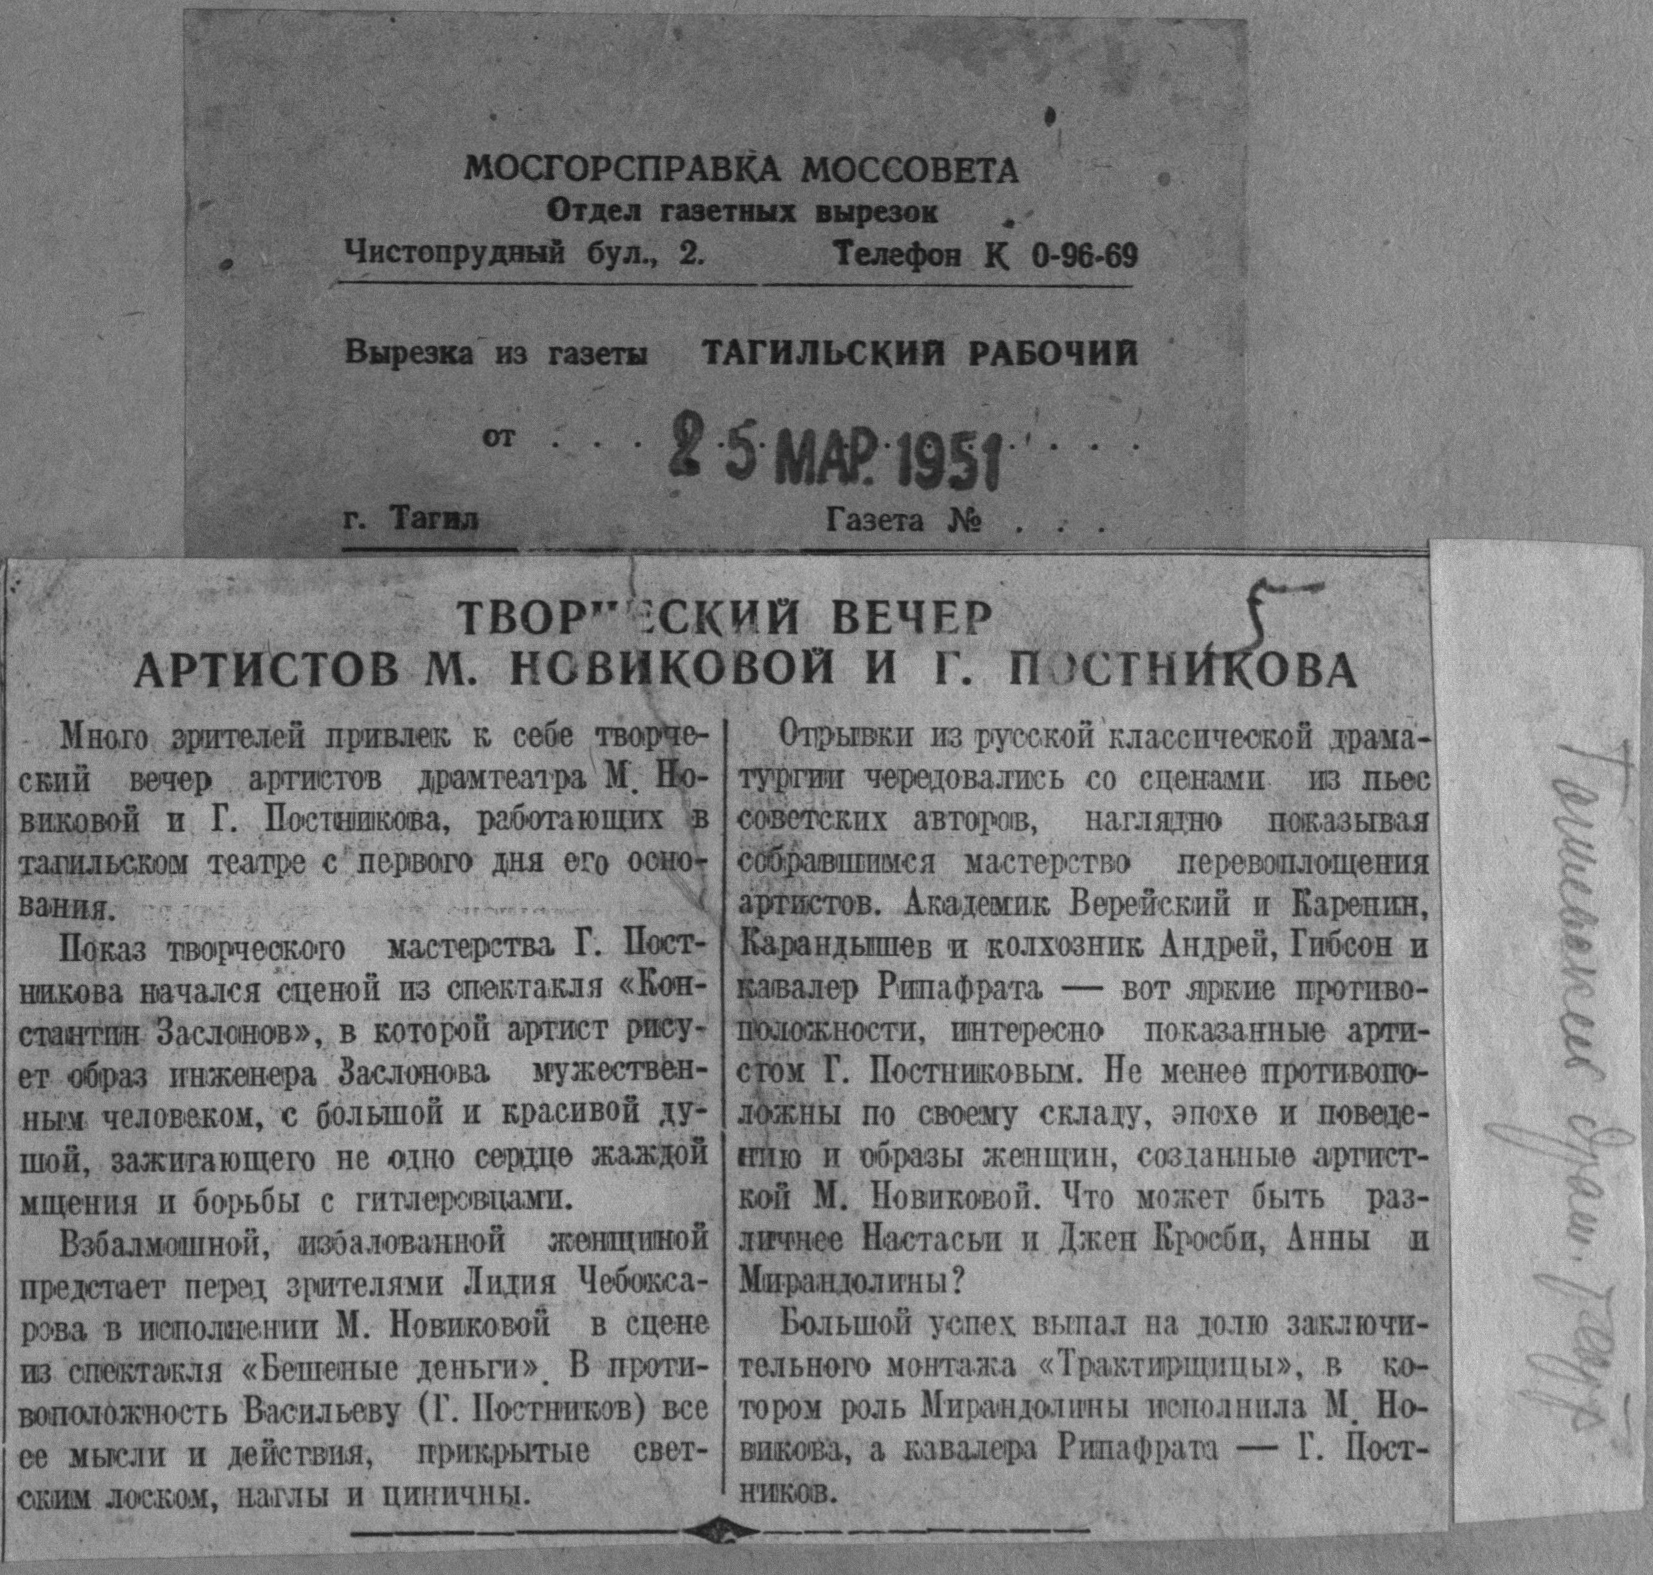 МОСГОРСПРАВКА МОССОВЕТА
Отдел газетных вырезок
Чистопрудный бул., 2. Телефон К 0-96-69
Вырезка из газеты ТАГИЛЬСКИЙ РАБОЧИЙ
от . . . 25 МАР. 1951 . . . .
г. Тагил Газета № . . .
ТВОРЧЕСКИЙ ВЕЧЕР
АРТИСТОВ М. НОВИКОВОЙ И Г. ПОСТНИКОВА
Много зрителей привлек к себе творче-
ский вечер артистов драмтеатра М. Но-
виковой и Г. Постникова, работающих в
тагильском театре с первого дня его осно-
вания.
Показ творческого мастерства Г. Пост-
никова начался сценой из спектакля «Кон-
стантин Заслонов», в которой артист рису-
ет образ инженера Заслонова мужествен-
ным человеком, с большой и красивой ду-
шой, зажигающего не одно сердце жаждой
мщения и борьбы с гитлеровцами.
Взбалмошной, избалованной женщиной
предстает перед зрителями Лидия Чебокса-
рова в исполнении М. Новиковой в сцене
из спектакля «Бешеные деньги». В проти-
воположность Васильеву (Г. Постников) все
ее мысли и действия, прикрытые свет-
ским лоском, наглы и циничны.
Отрывки из русской классической драма-
тургии чередовались со сценами из пьес
советских авторов, наглядно показывая
собравшимся мастерство перевоплощения
артистов. Академик Верейский и Каренин,
Карандышев и колхозник Андрей, Гибсон и
кавалер Рипафрата — вот яркие противо-
положности, интересно показанные арти-
стом Г. Постниковым. Не менее противопо-
ложны по своему складу, эпохе и поведе-
нию и образы женщин, созданные артист-
кой М. Новиковой. Что может быть раз-
личнее Настасьи и Джен Кросби, Анны и
Мирандолины?
Большой успех выпал на долю заключи-
тельного монтажа «Трактирщицы», в ко-
тором роль Мирандолины исполнила М. Но-
викова, а кавалера Рипафрата — Г. Пост-
ников.
драм. театр